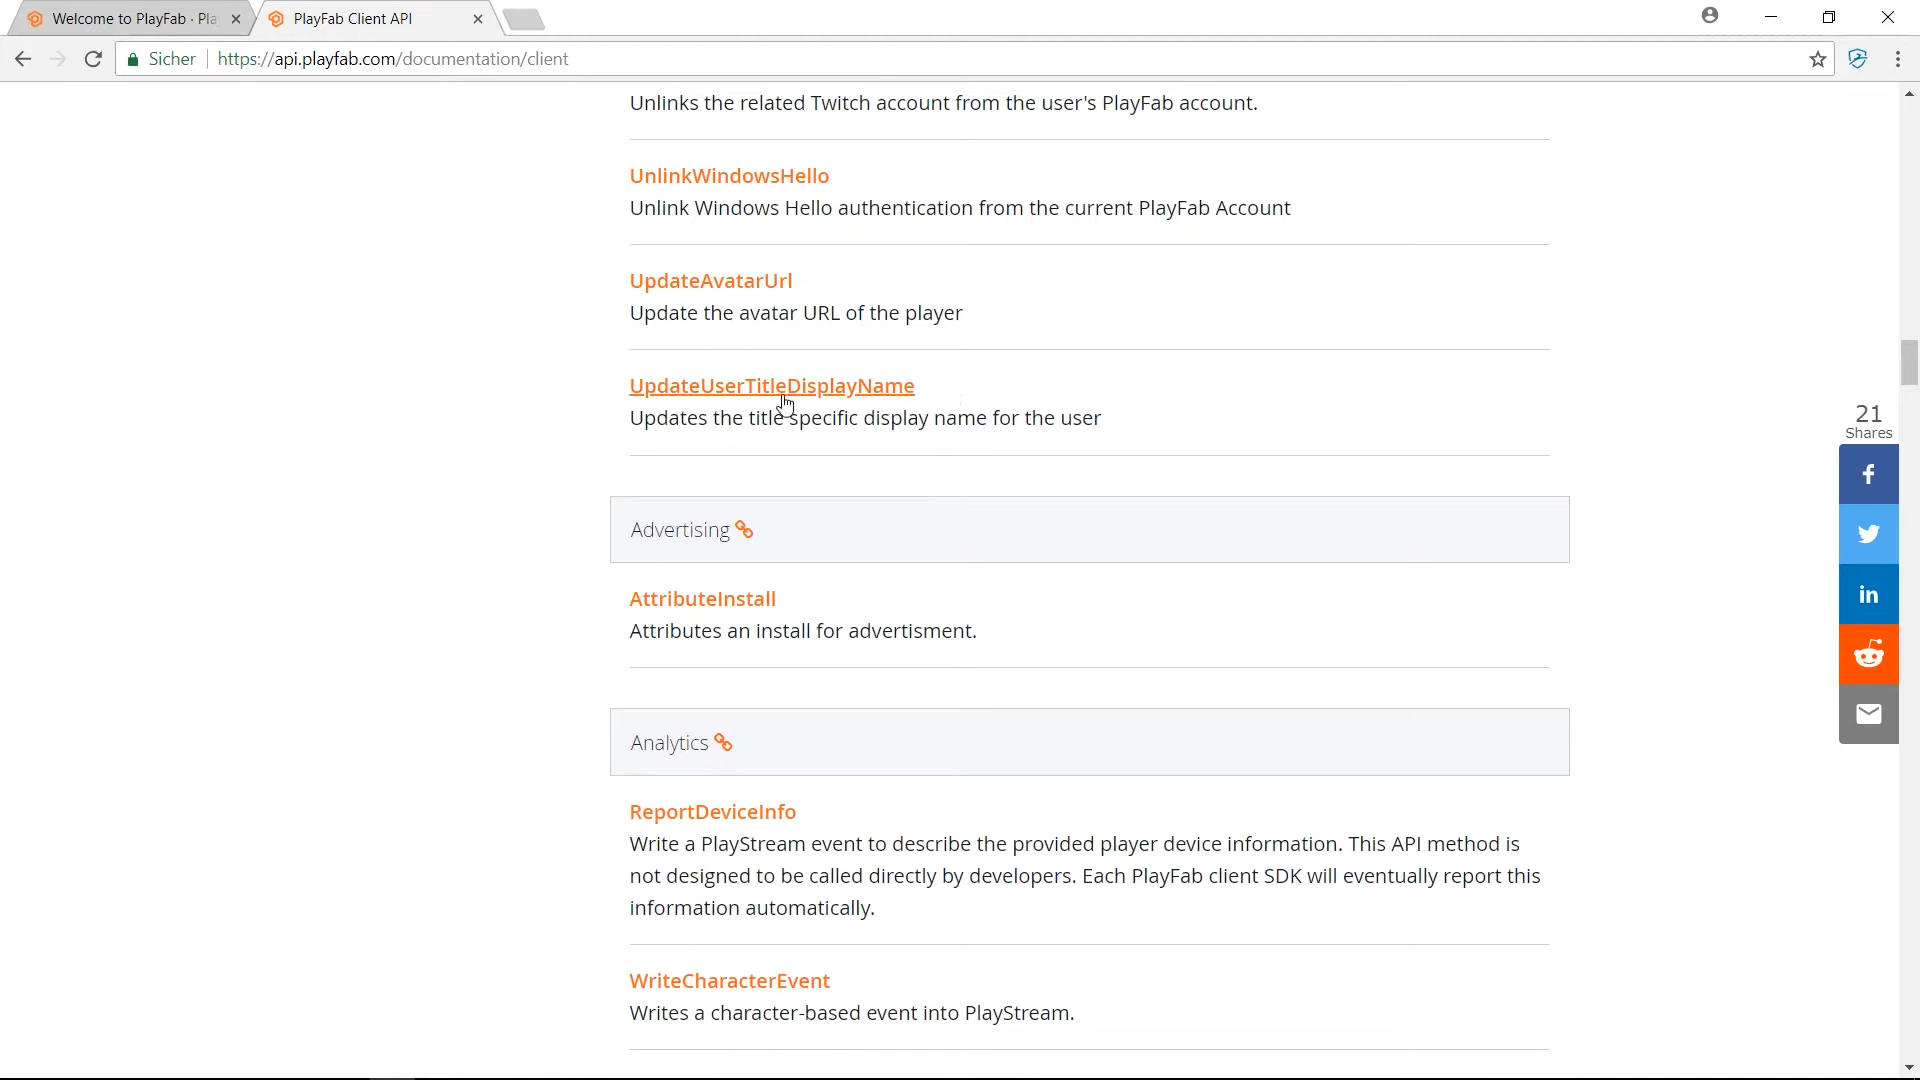 Welcome to PlayFab · Pla
PlayFab Client API
Sicher
https://api.playfab.com/documentation/client
Unlinks the related Twitch account from the user's PlayFab account.
UnlinkWindowsHello
Unlink Windows Hello authentication from the current PlayFab Account
UpdateAvatarUrl
Update the avatar URL of the player
UpdateUserTitleDisplayName
Updates the title specific display name for the user
21
Shares
Advertising
AttributeInstall
Attributes an install for advertisment.
Analytics
ReportDeviceInfo
Write a PlayStream event to describe the provided player device information. This API method is
not designed to be called directly by developers. Each PlayFab client SDK will eventually report this
information automatically.
WriteCharacterEvent
Writes a character-based event into PlayStream.